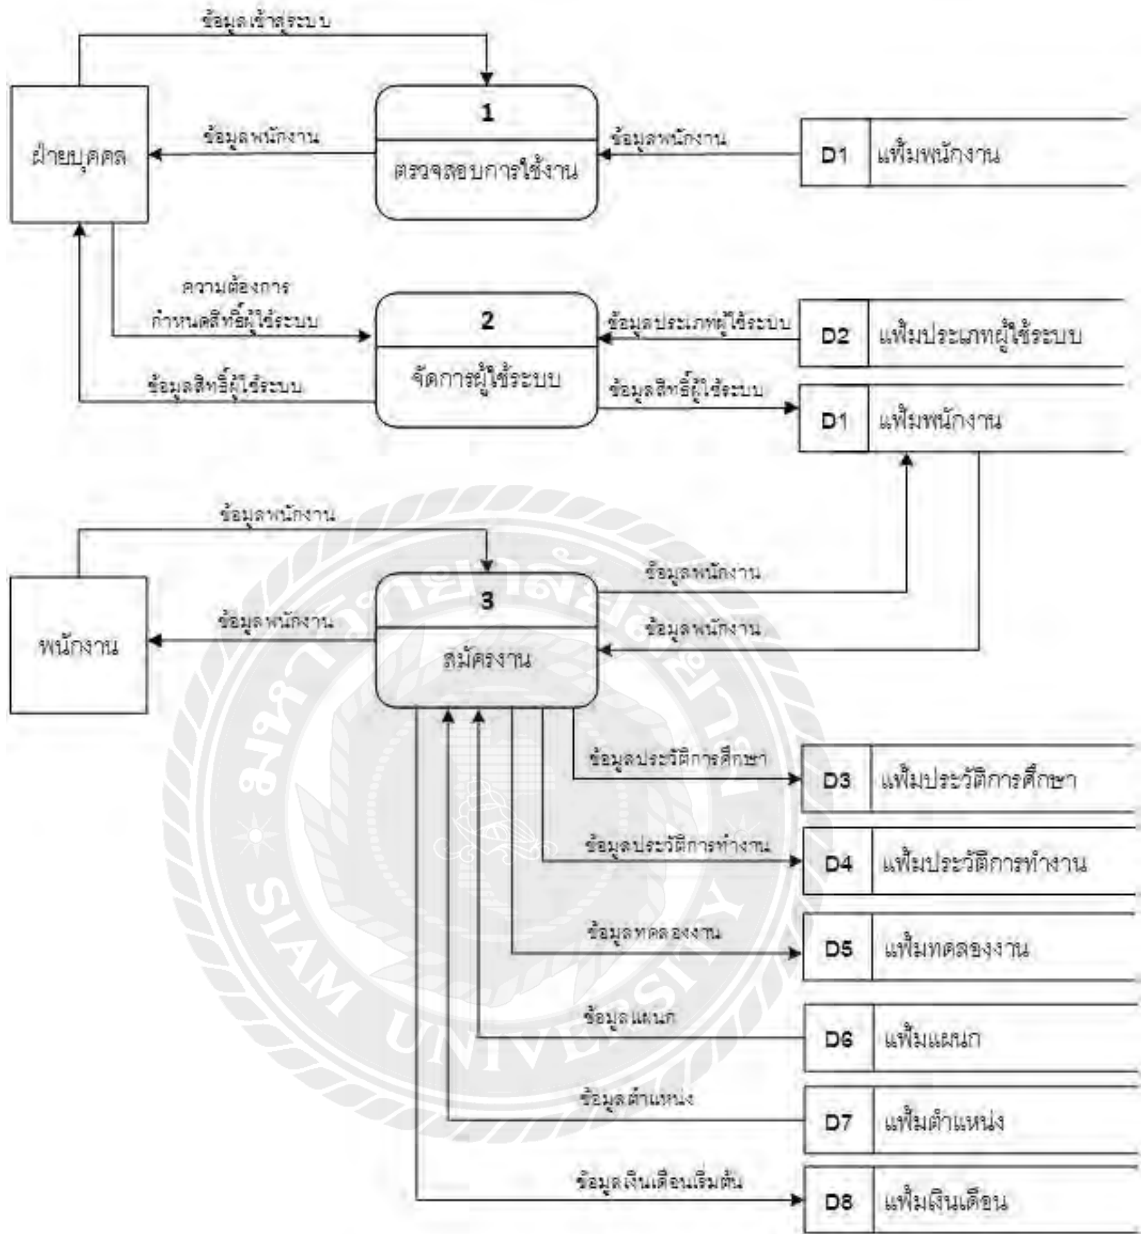 ข้อมูลเข้าสู่ระบบ
1
ตรวจสอบการใช้งาน
ฝ่ายบุคคล
ข้อมูลพนักงาน
ข้อมูลพนักงาน
D1 แฟ้มพนักงาน
ความต้องการ
กำหนดสิทธิ์ผู้ใช้ระบบ
2
จัดการผู้ใช้ระบบ
ข้อมูลประเภทผู้ใช้ระบบ
D2 แฟ้มประเภทผู้ใช้ระบบ
ข้อมูลสิทธิ์ผู้ใช้ระบบ
ข้อมูลสิทธิ์ผู้ใช้ระบบ
D1 แฟ้มพนักงาน
ข้อมูลพนักงาน
3
สมัครงาน
พนักงาน
ข้อมูลพนักงาน
ข้อมูลพนักงาน
ข้อมูลพนักงาน
ข้อมูลประวัติการศึกษา
D3 แฟ้มประวัติการศึกษา
ข้อมูลประวัติการทำงาน
D4 แฟ้มประวัติการทำงาน
ข้อมูลทดลองงาน
D5 แฟ้มทดลองงาน
ข้อมูลแผนก
D6 แฟ้มแผนก
ข้อมูลตำแหน่ง
D7 แฟ้มตำแหน่ง
ข้อมูลเงินเดือนเริ่มต้น
D8 แฟ้มเงินเดือน
มหาวิทยาลัยสยาม
SIAM UNIVERSITY